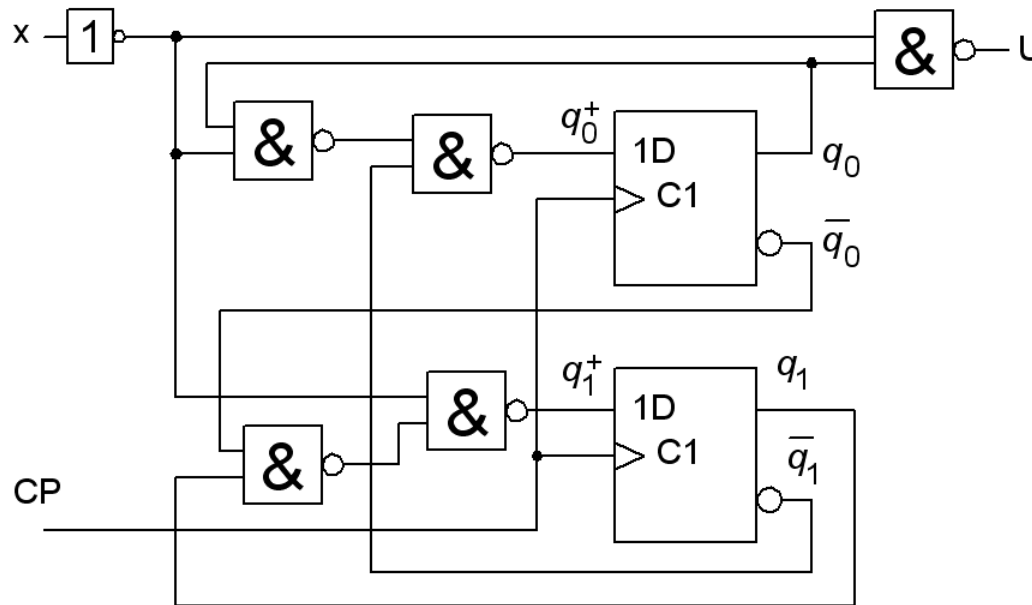 x 1 & U
& & q₀⁺ 1D q₀
C1 q̅₀
& q₁⁺ 1D q₁
& C1 q̅₁
CP